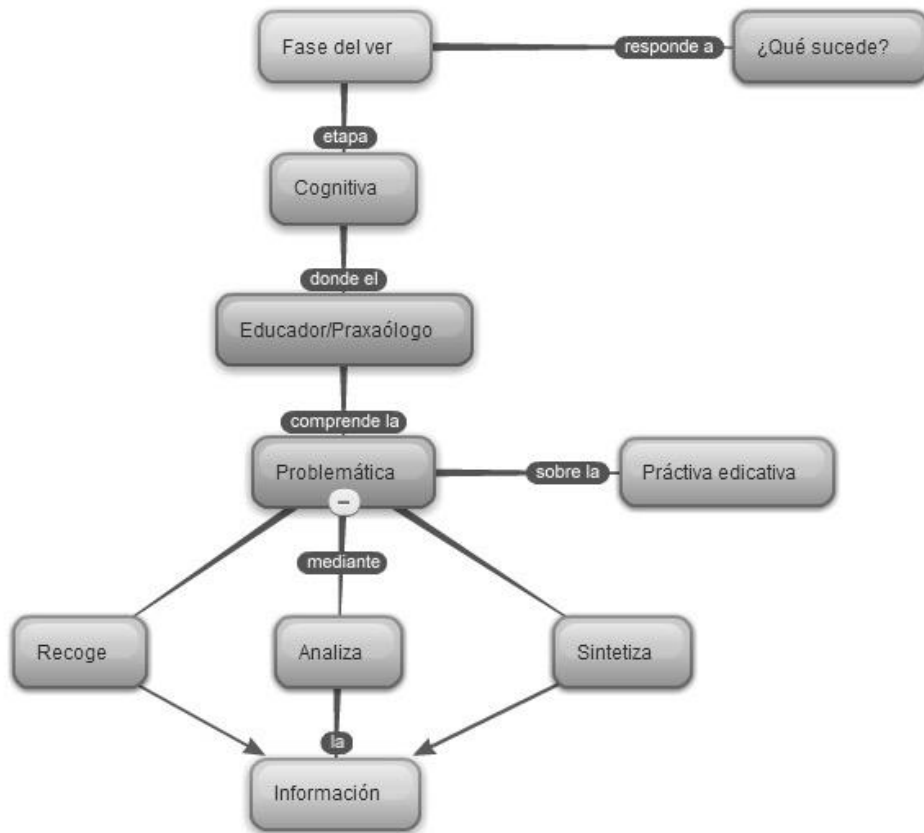 Fase del ver
responde a
¿Qué sucede?
etapa
Cognitiva
donde el
Educador/Praxaólogo
comprende la
Problemática
sobre la
Práctiva edicativa
mediante
Recoge
Analiza
Sintetiza
la
Información